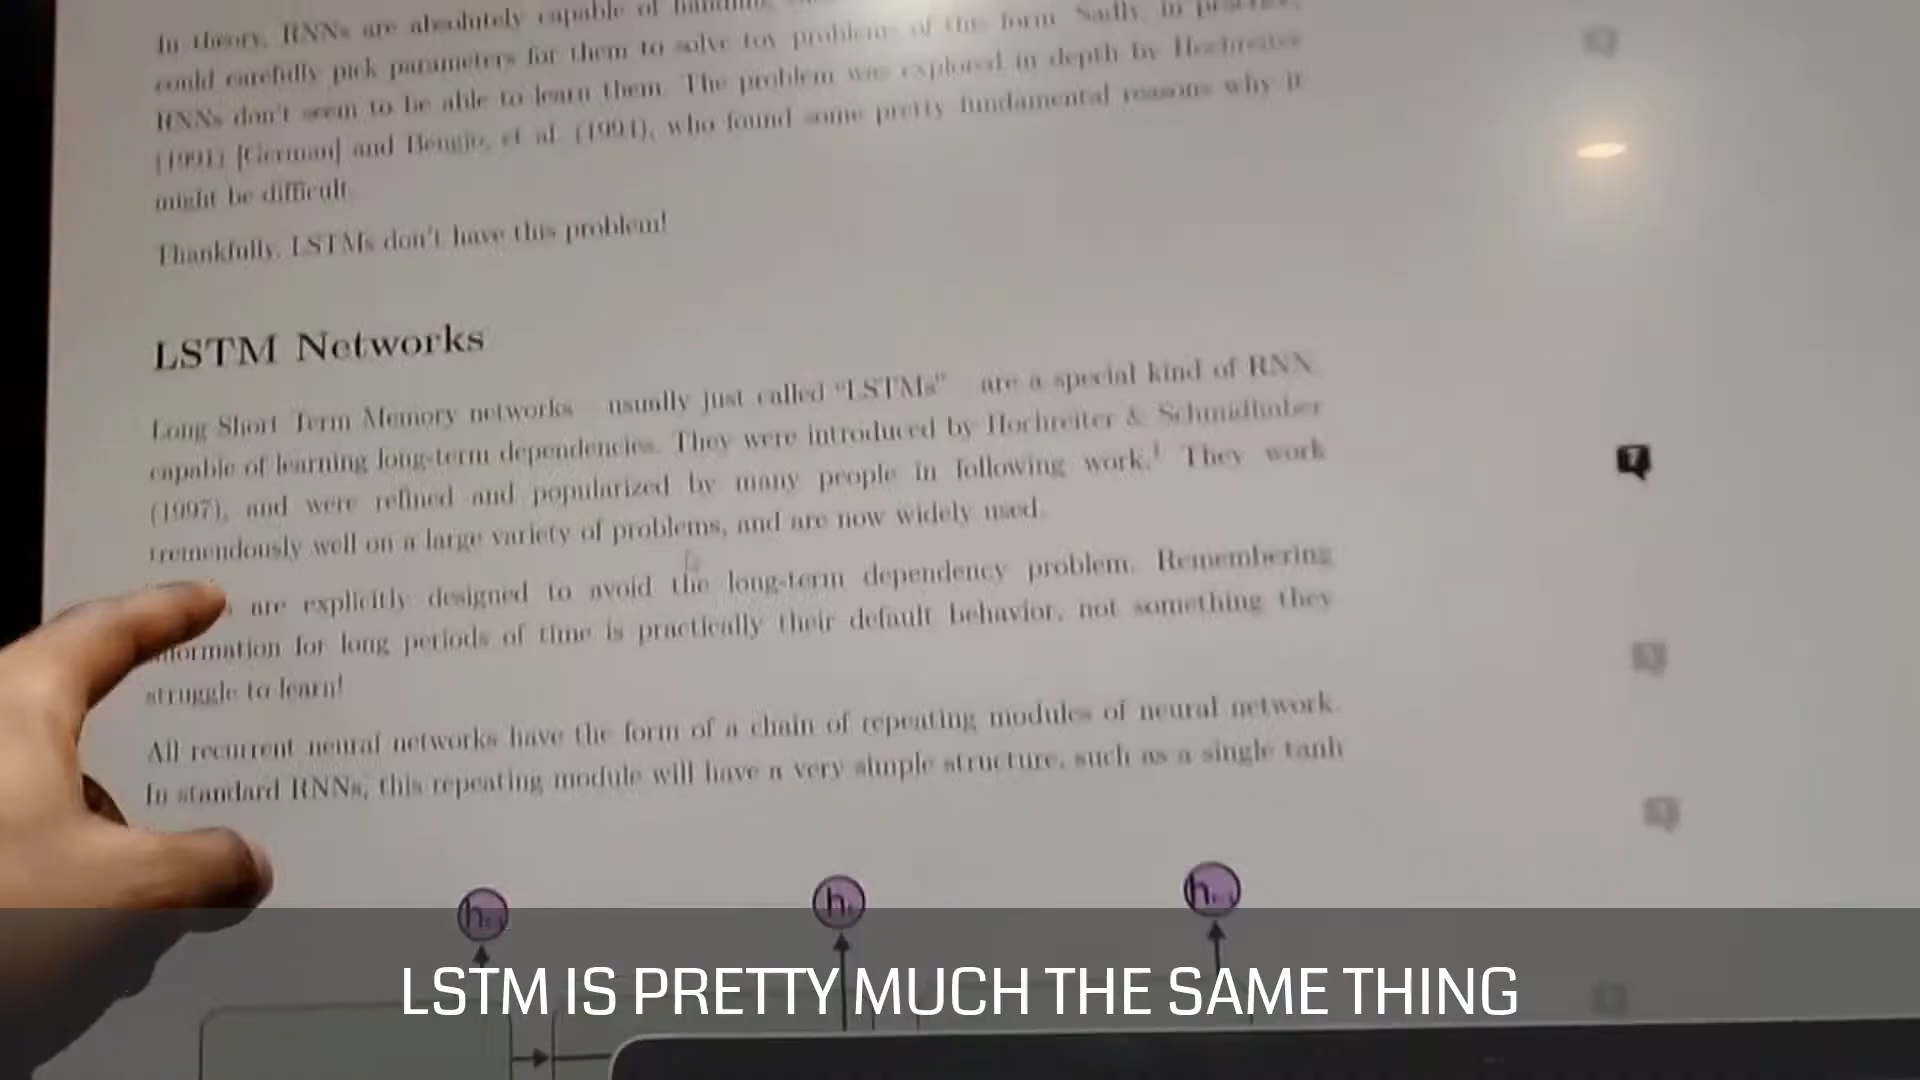 In theory, RNNs are absolutely capable of handling
could carefully pick parameters for them to solve toy problems of this form. Sadly, in practice,
RNNs don't seem to be able to learn them. The problem was explored in depth by Hochreiter
(1991) [German] and Bengio, et al. (1994), who found some pretty fundamental reasons why it
might be difficult.
Thankfully, LSTMs don't have this problem!
LSTM Networks
Long Short Term Memory networks – usually just called “LSTMs” – are a special kind of RNN,
capable of learning long-term dependencies. They were introduced by Hochreiter & Schmidhuber
(1997), and were refined and popularized by many people in following work.¹ They work
tremendously well on a large variety of problems, and are now widely used.
are explicitly designed to avoid the long-term dependency problem. Remembering
information for long periods of time is practically their default behavior, not something they
struggle to learn!
All recurrent neural networks have the form of a chain of repeating modules of neural network.
In standard RNNs, this repeating module will have a very simple structure, such as a single tanh
7
h h h
LSTM IS PRETTY MUCH THE SAME THING